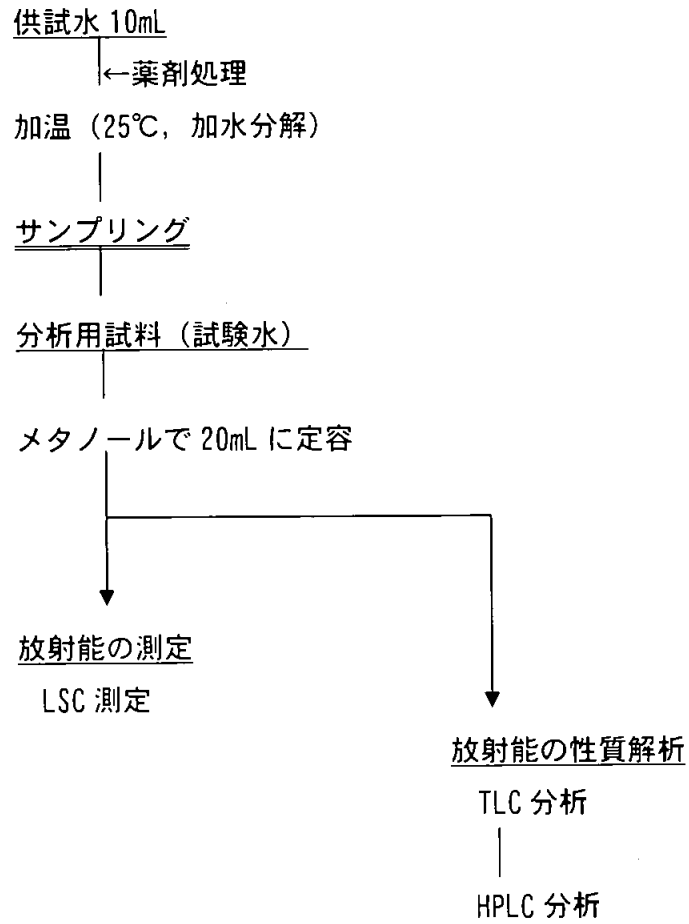 供試水 10mL
←薬剤処理
加温（25℃，加水分解）
サンプリング
分析用試料（試験水）
メタノールで 20mL に定容
放射能の測定
LSC 測定
放射能の性質解析
TLC 分析
HPLC 分析